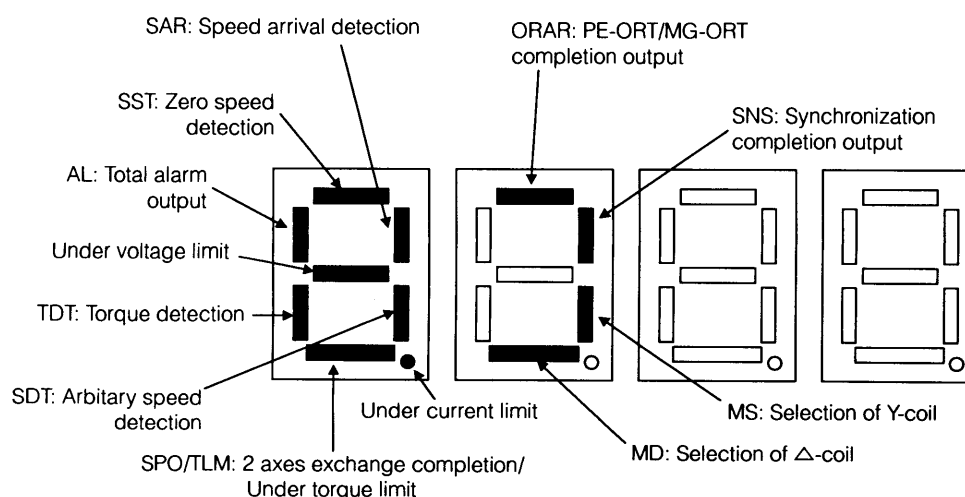 SAR: Speed arrival detection
ORAR: PE-ORT/MG-ORT
completion output
SST: Zero speed
detection
SNS: Synchronization
completion output
AL: Total alarm
output
Under voltage limit
TDT: Torque detection
SDT: Arbitary speed
detection
Under current limit
MS: Selection of Y-coil
MD: Selection of △-coil
SPO/TLM: 2 axes exchange completion/
Under torque limit